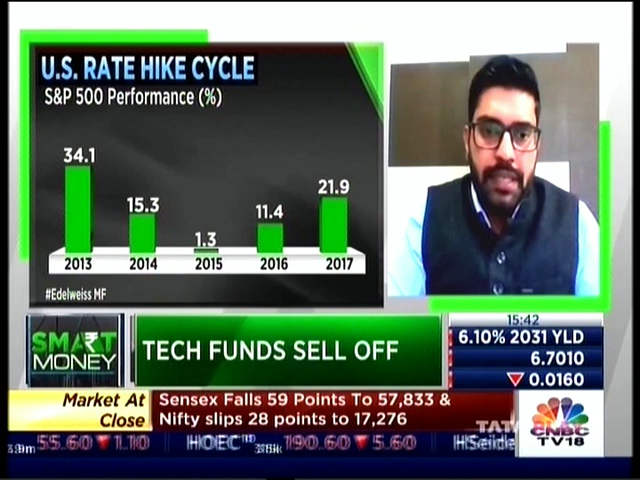 U.S. RATE HIKE CYCLE
S&P 500 Performance (%)
34.1
15.3
1.3
11.4
21.9
2013 2014 2015 2016 2017
#Edelweiss MF
SMART
MONEY
TECH FUNDS SELL OFF
15:42
6.10% 2031 YLD
6.7010
0.0160
Market At
Close
Sensex Falls 59 Points To 57,833 &
Nifty slips 28 points to 17,276
CNBC
TV18
55.60 ▼1.10 HOEC 190.60 ▼5.60